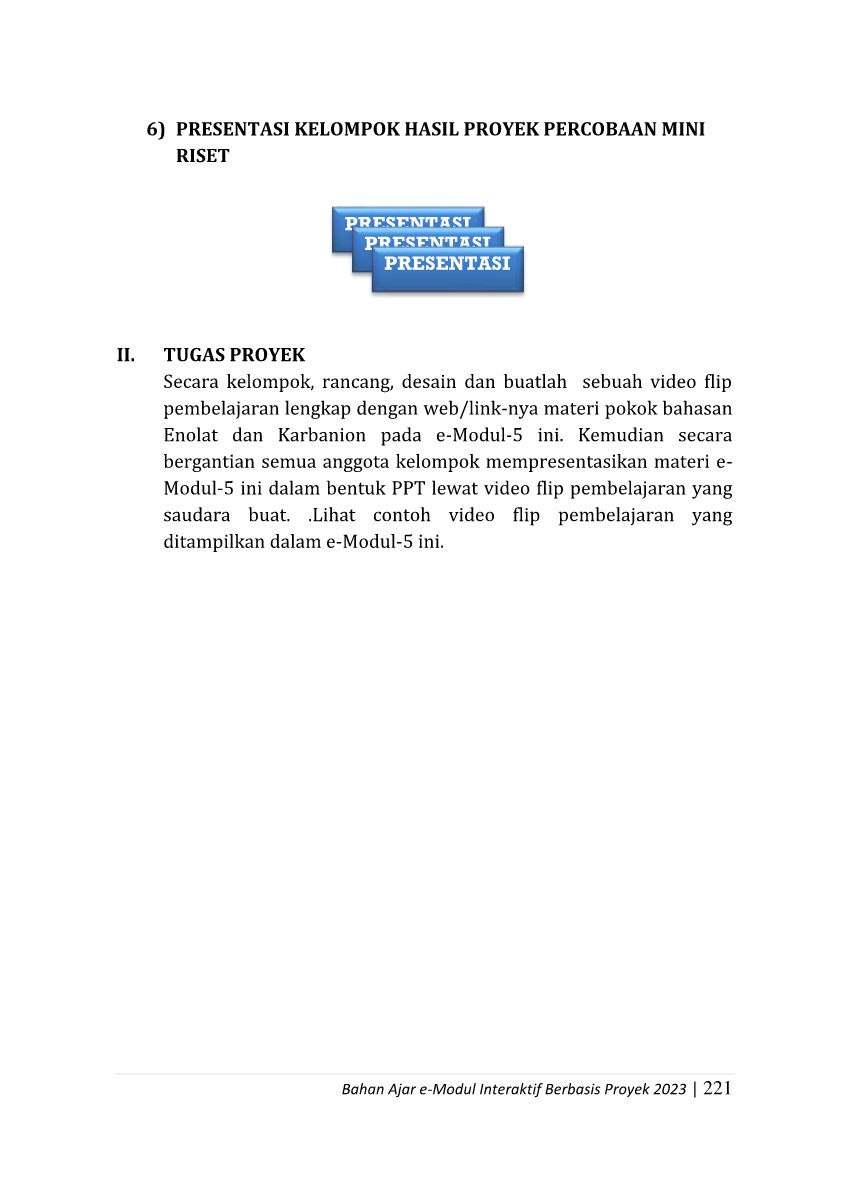 6) PRESENTASI KELOMPOK HASIL PROYEK PERCOBAAN MINI
RISET
PRESENTASI
PRESENTASI
PRESENTASI
II. TUGAS PROYEK
Secara kelompok, rancang, desain dan buatlah sebuah video flip
pembelajaran lengkap dengan web/link-nya materi pokok bahasan
Enolat dan Karbanion pada e-Modul-5 ini. Kemudian secara
bergantian semua anggota kelompok mempresentasikan materi e-
Modul-5 ini dalam bentuk PPT lewat video flip pembelajaran yang
saudara buat. .Lihat contoh video flip pembelajaran yang
ditampilkan dalam e-Modul-5 ini.
Bahan Ajar e-Modul Interaktif Berbasis Proyek 2023 | 221